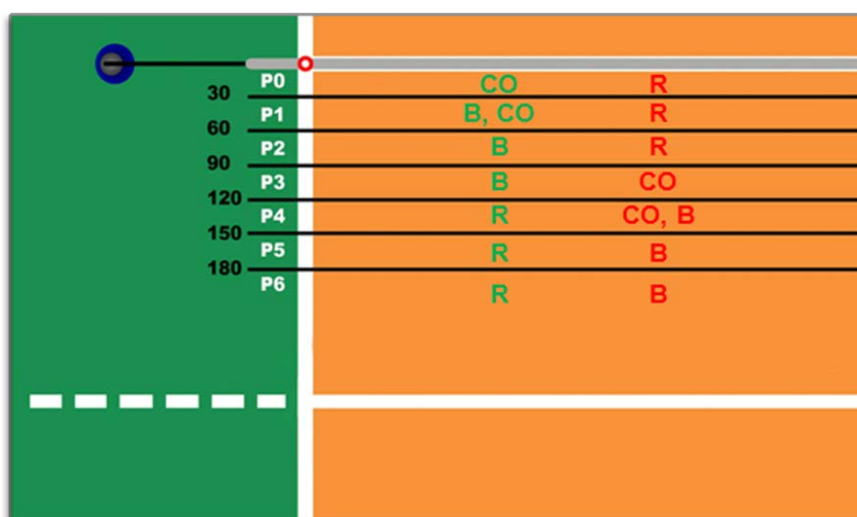 P0 CO R
30
P1 B, CO R
60
P2 B R
90
P3 B CO
120
P4 R CO, B
150
P5 R B
180
P6 R B